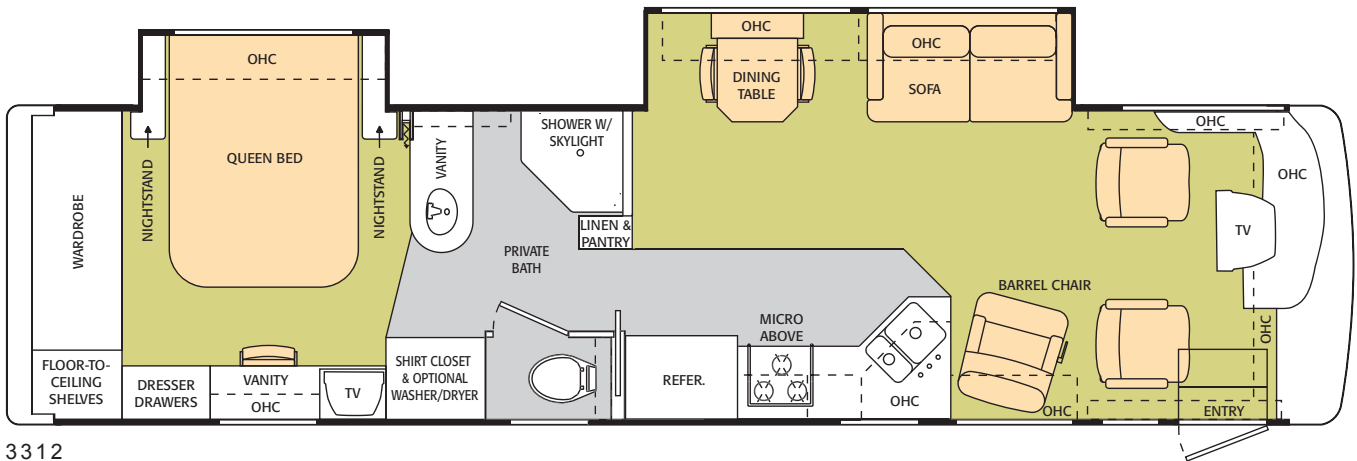 OHC
NIGHTSTAND
QUEEN BED
NIGHTSTAND
WARDROBE
FLOOR-TO-
CEILING
SHELVES
DRESSER
DRAWERS
VANITY
OHC
TV
SHIRT CLOSET
& OPTIONAL
WASHER/DRYER
VANITY
SHOWER W/
SKYLIGHT
LINEN &
PANTRY
PRIVATE
BATH
REFER.
MICRO
ABOVE
OHC
OHC
DINING
TABLE
OHC
SOFA
OHC
OHC
TV
BARREL CHAIR
OHC
OHC
ENTRY
3312